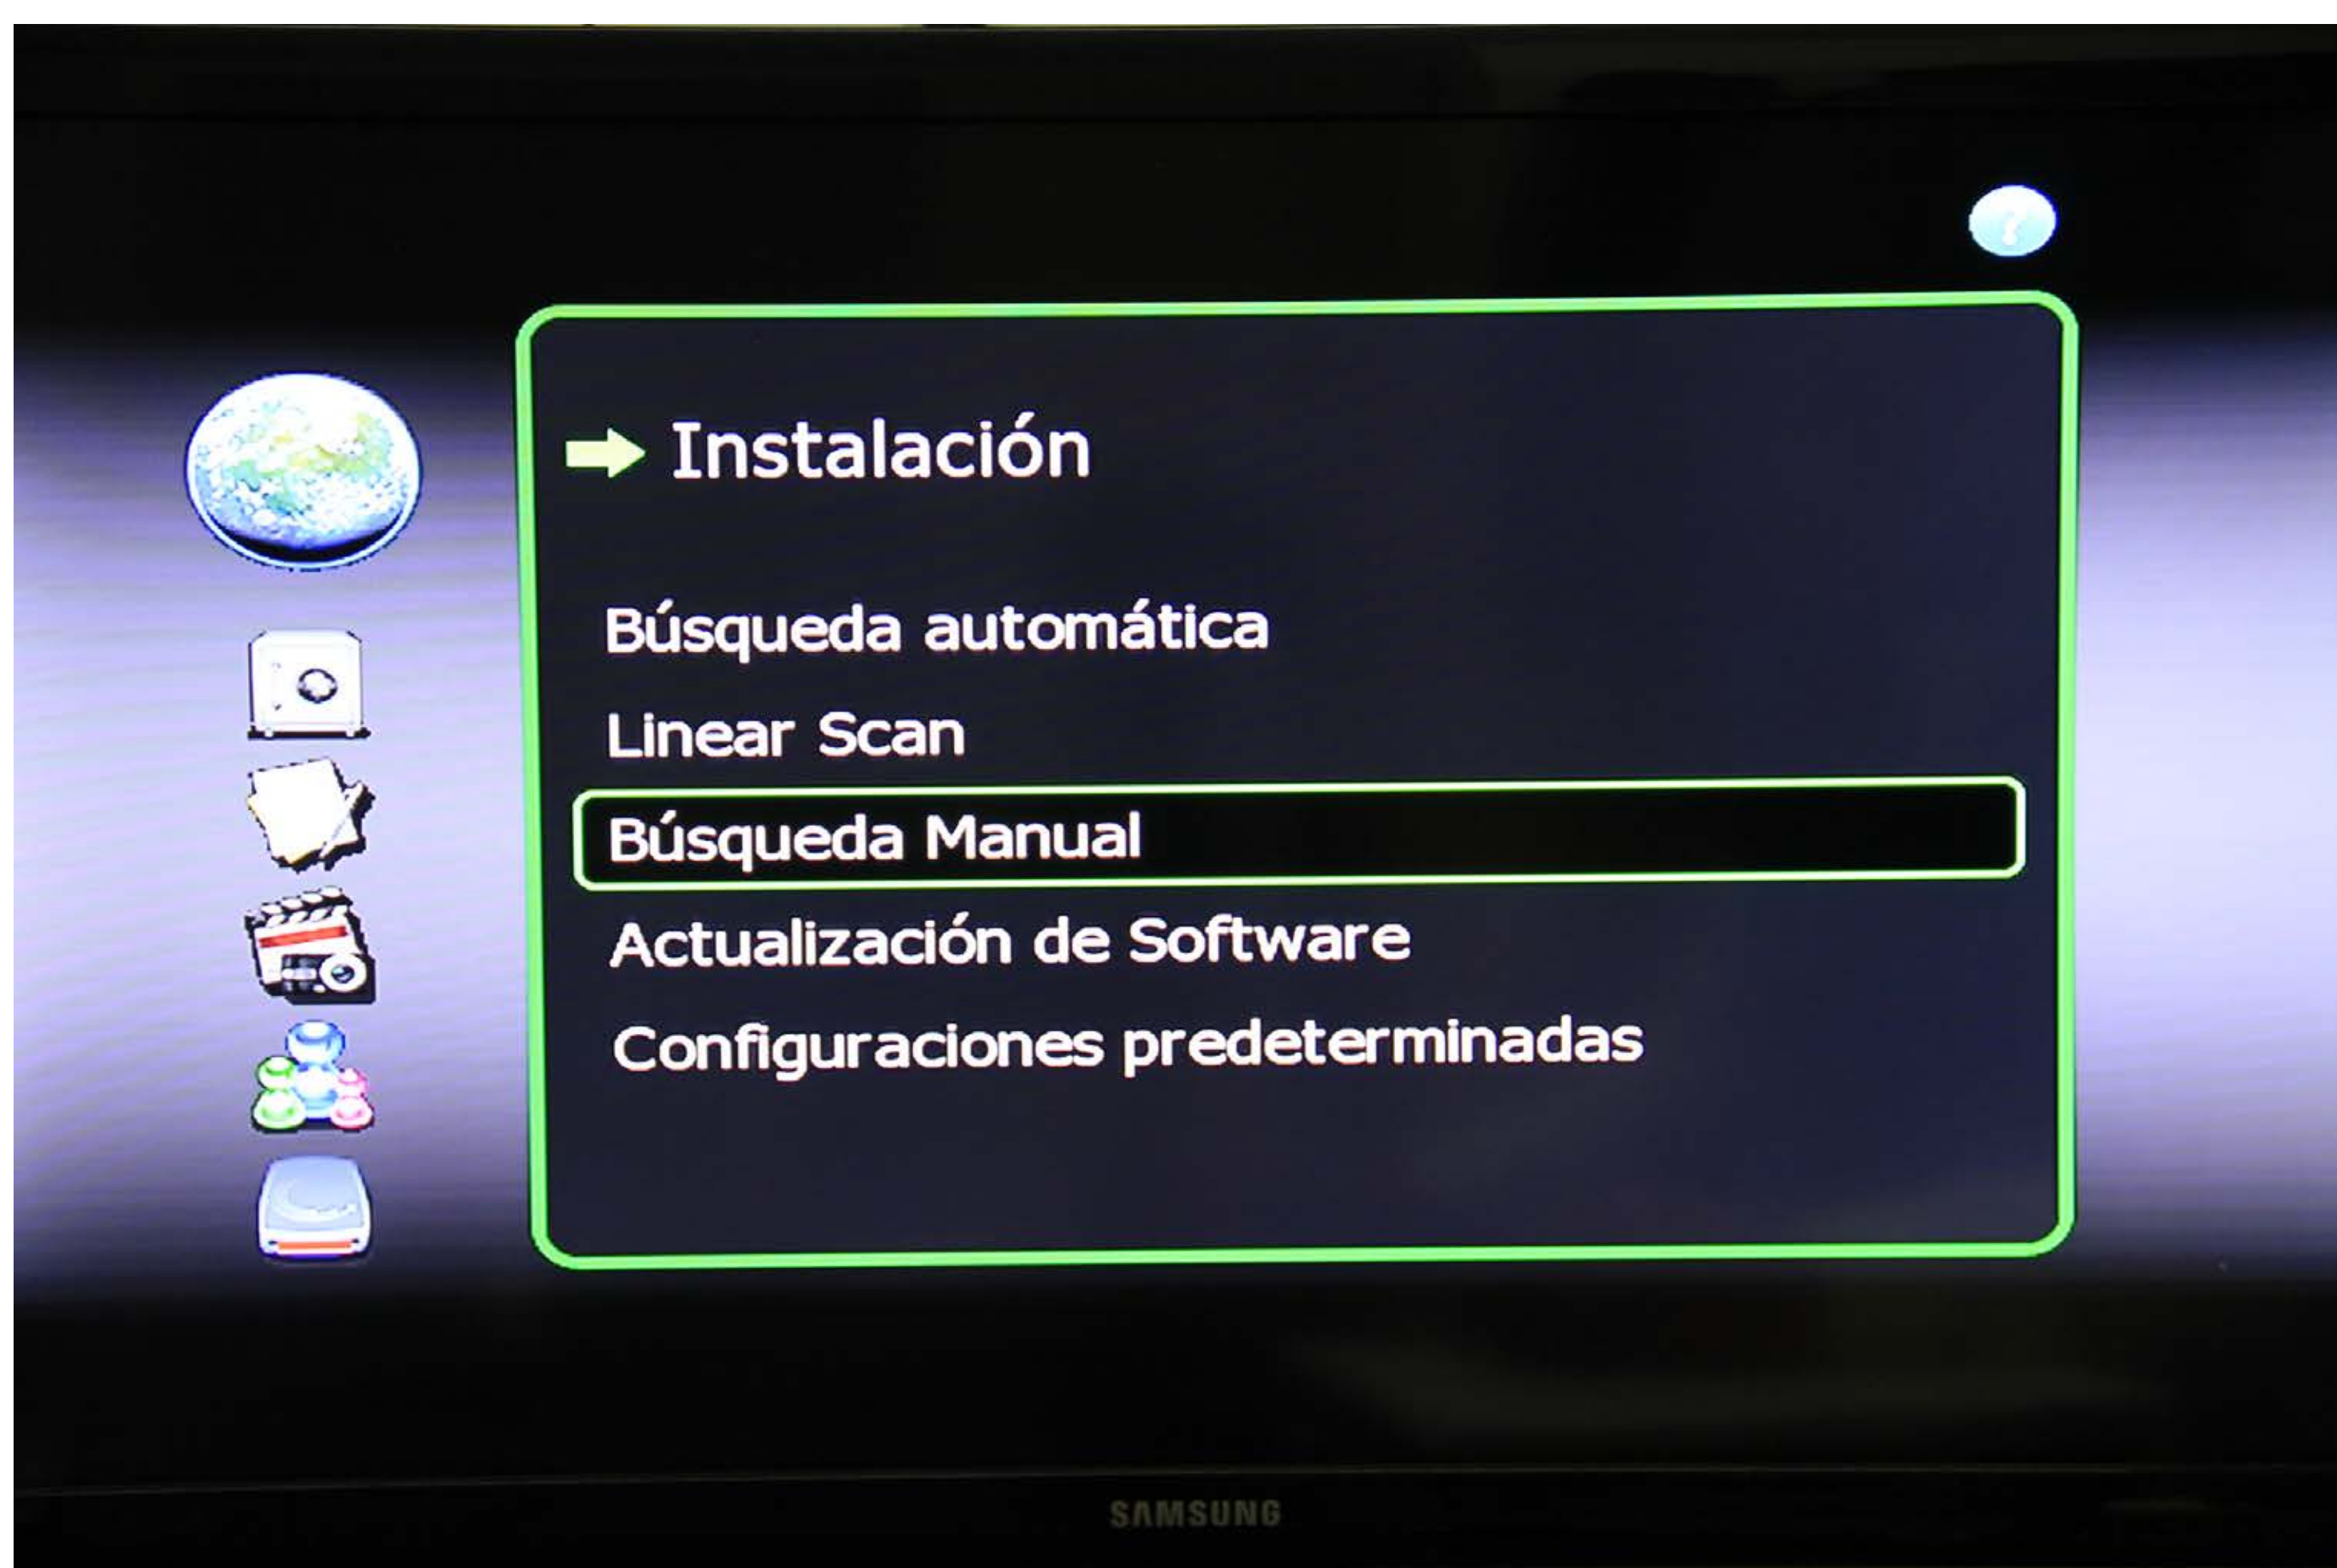 ?
Instalación
Búsqueda automática
Linear Scan
Búsqueda Manual
Actualización de Software
Configuraciones predeterminadas
SAMSUNG